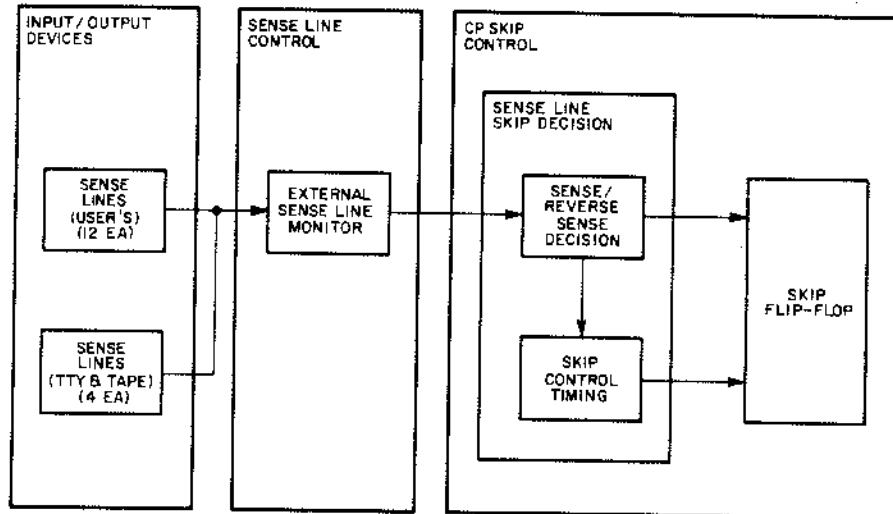 INPUT/OUTPUT
DEVICES
SENSE LINE
CONTROL
CP SKIP
CONTROL
SENSE LINE
SKIP DECISION
SENSE
LINES
(USER'S)
(12 EA)
EXTERNAL
SENSE LINE
MONITOR
SENSE/
REVERSE
SENSE
DECISION
SKIP
FLIP-FLOP
SENSE
LINES
(TTY & TAPE)
(4 EA)
SKIP
CONTROL
TIMING